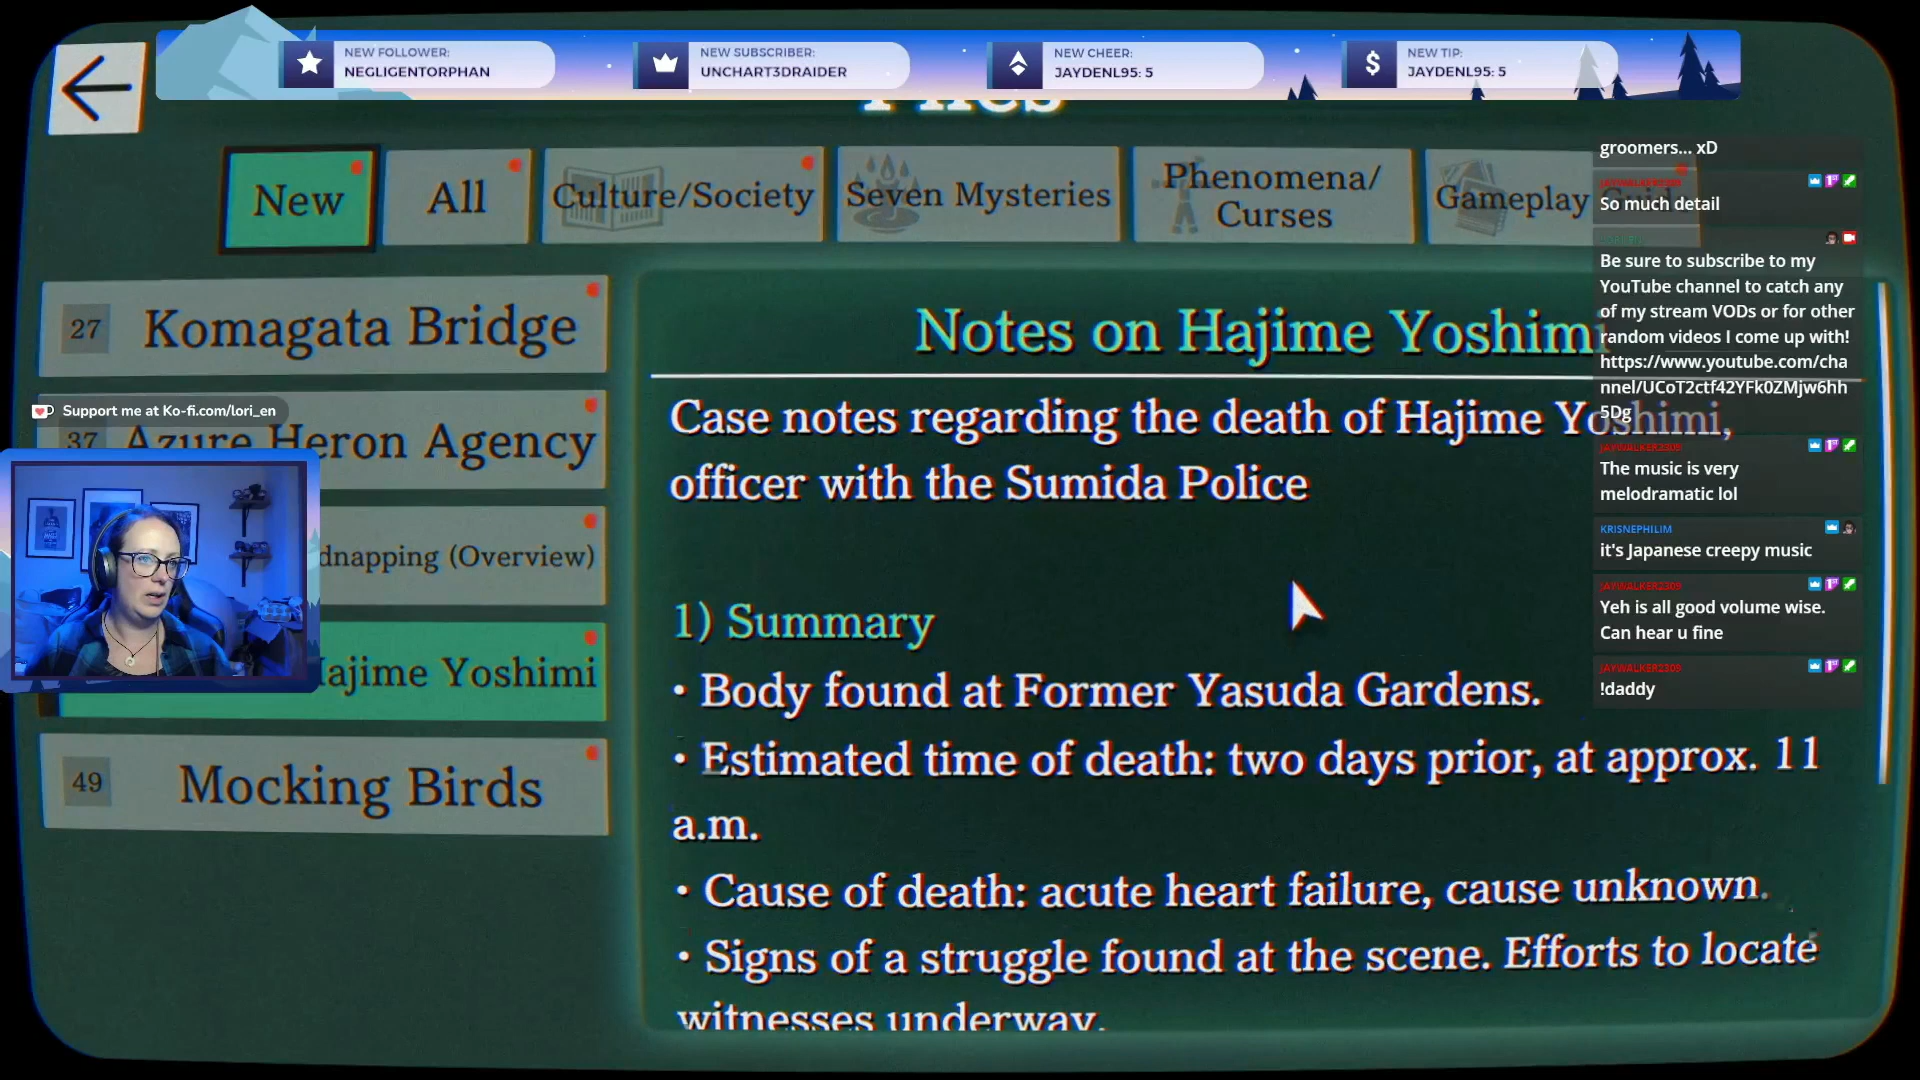 NEW FOLLOWER:
NEGLIGENTORPHAN
NEW SUBSCRIBER:
UNCHART3DRAIDER
NEW CHEER:
JAYDENL95: 5
NEW TIP:
JAYDENL95: 5
Files
New
All
Culture/Society
Seven Mysteries
Phenomena/
Curses
Gameplay
27
Komagata Bridge
37
Azure Heron Agency
dnapping (Overview)
Hajime Yoshimi
49
Mocking Birds
Support me at Ko-fi.com/lori_en
Notes on Hajime Yoshimi
Case notes regarding the death of Hajime Yoshimi,
officer with the Sumida Police
1) Summary
・Body found at Former Yasuda Gardens.
・Estimated time of death: two days prior, at approx. 11
a.m.
・Cause of death: acute heart failure, cause unknown.
・Signs of a struggle found at the scene. Efforts to locate
witnesses underway.
groomers... xD
JAYWALKER2309
So much detail
Be sure to subscribe to my
YouTube channel to catch any
of my stream VODs or for other
random videos I come up with!
https://www.youtube.com/cha
nnel/UCoT2ctf42YFk0ZMjw6hh
5Dg
JAYWALKER2309
The music is very
melodramatic lol
KRISNEPHILIM
it's Japanese creepy music
JAYWALKER2309
Yeh is all good volume wise.
Can hear u fine
JAYWALKER2309
!daddy